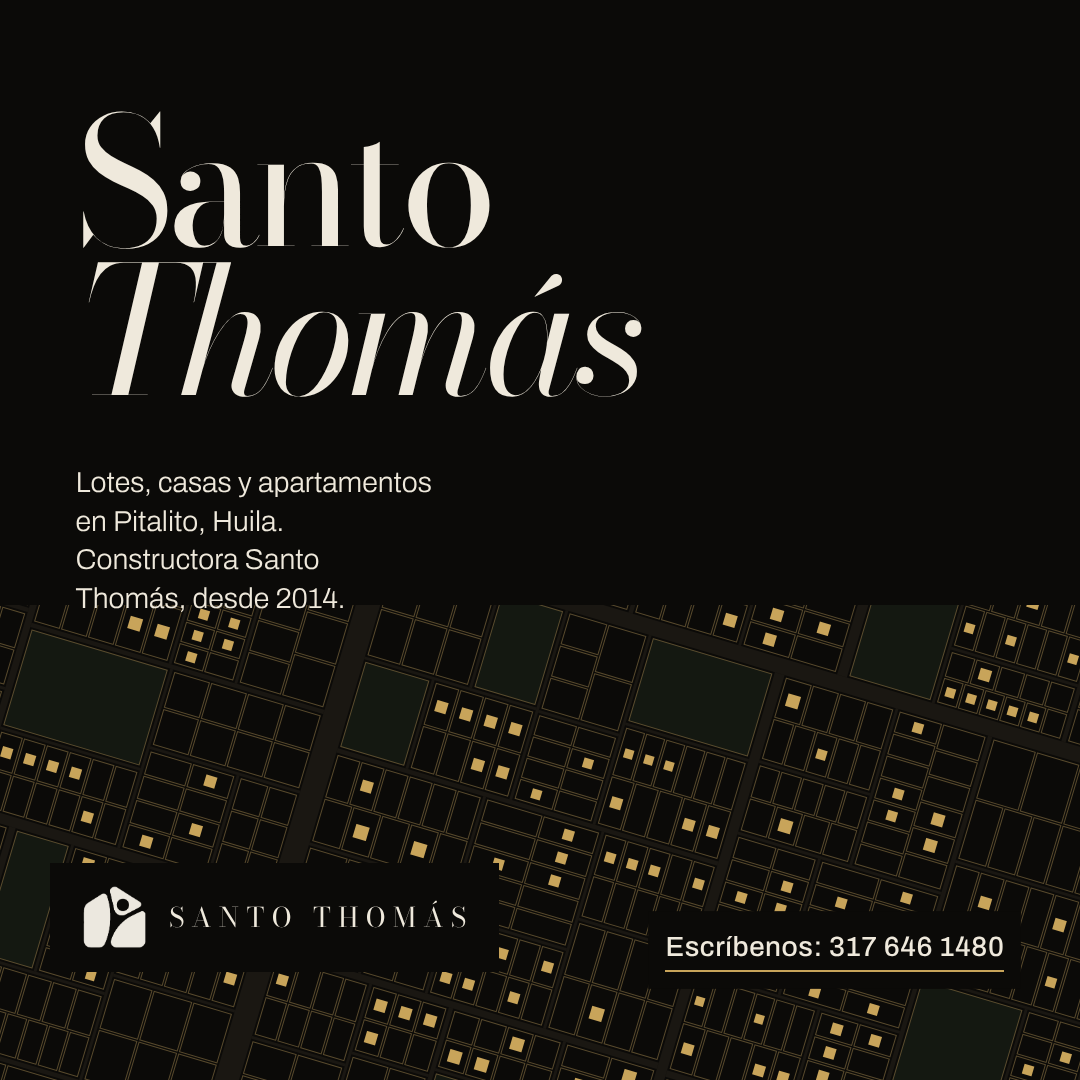 Santo
Thomás
Lotes, casas y apartamentos
en Pitalito, Huila.
Constructora Santo
Thomás, desde 2014.
SANTO THOMÁS
Escríbenos: 317 646 1480